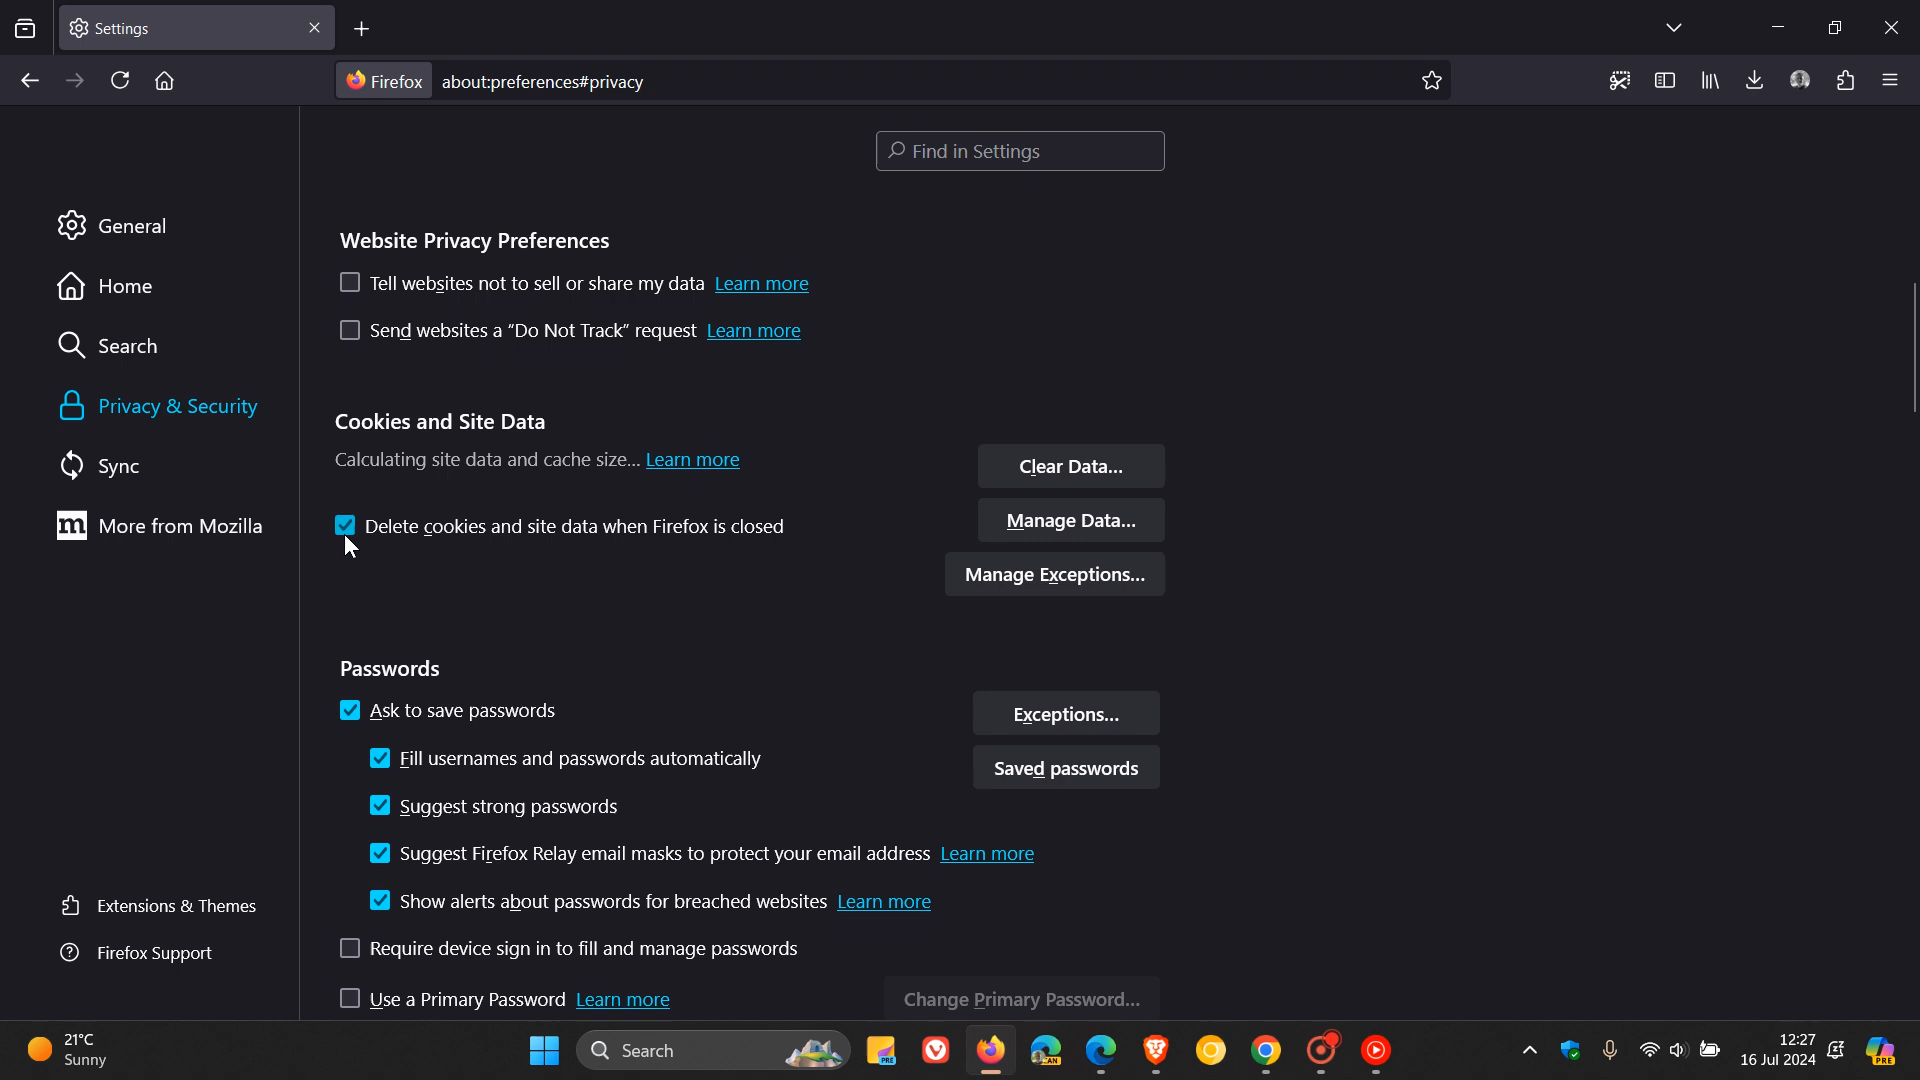 Settings
Firefox about:preferences#privacy
Find in Settings
General
Home
Search
Privacy & Security
Sync
More from Mozilla
Extensions & Themes
Firefox Support
Website Privacy Preferences
Tell websites not to sell or share my data Learn more
Send websites a “Do Not Track” request Learn more
Cookies and Site Data
Calculating site data and cache size... Learn more
Clear Data...
Manage Data...
Delete cookies and site data when Firefox is closed
Manage Exceptions...
Passwords
Ask to save passwords
Exceptions...
Fill usernames and passwords automatically
Saved passwords
Suggest strong passwords
Suggest Firefox Relay email masks to protect your email address Learn more
Show alerts about passwords for breached websites Learn more
Require device sign in to fill and manage passwords
Use a Primary Password Learn more
Change Primary Password...
21°C
Sunny
Search
PRE
CAN
12:27
16 Jul 2024
PRE